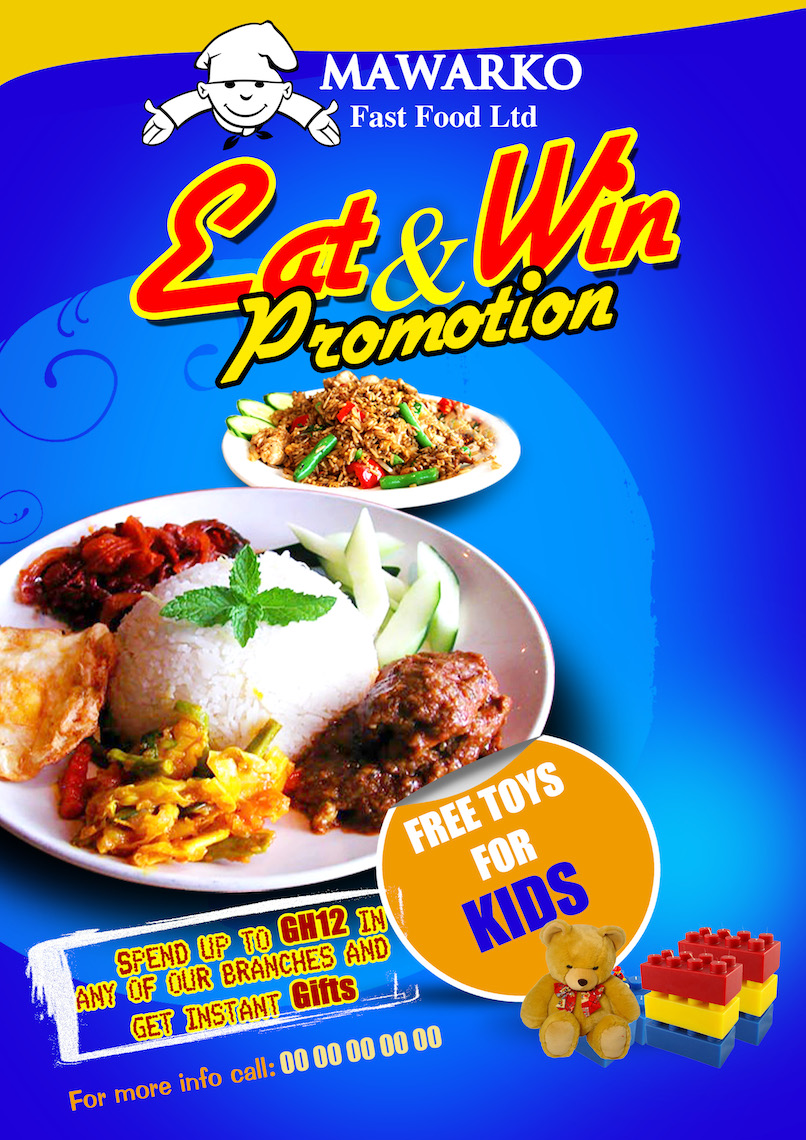 MAWARKO
Fast Food Ltd
Eat & Win
Promotion
FREE TOYS
FOR
KIDS
SPEND UP TO GH12 IN
ANY OF OUR BRANCHES AND
GET INSTANT Gifts
For more info call: 00 00 00 00 00